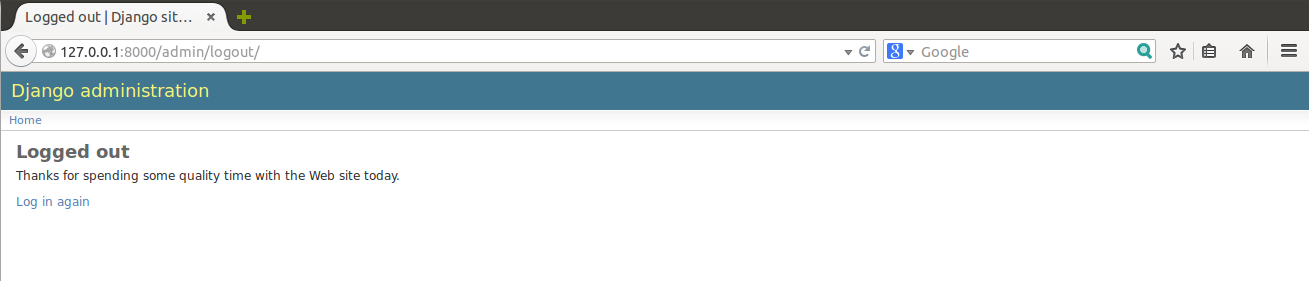 Logged out | Django sit...
127.0.0.1:8000/admin/logout/
Google
Django administration
Home
Logged out
Thanks for spending some quality time with the Web site today.
Log in again